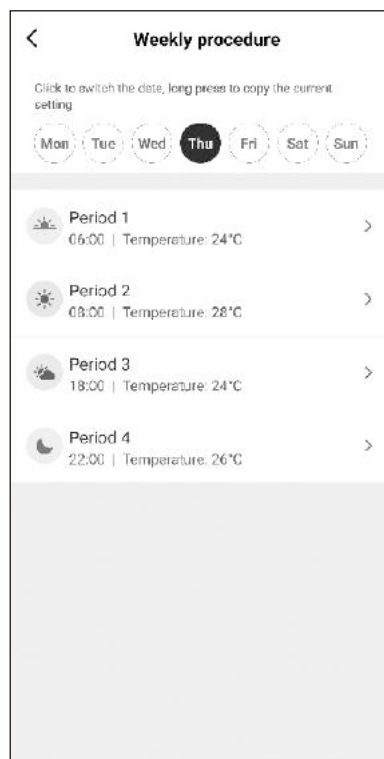 Weekly procedure
Click to switch the date, long press to copy the current
setting
Mon Tue Wed Thu Fri Sat Sun
Period 1
06:00 | Temperature: 24°C
Period 2
08:00 | Temperature: 28°C
Period 3
18:00 | Temperature: 24°C
Period 4
22:00 | Temperature: 26°C